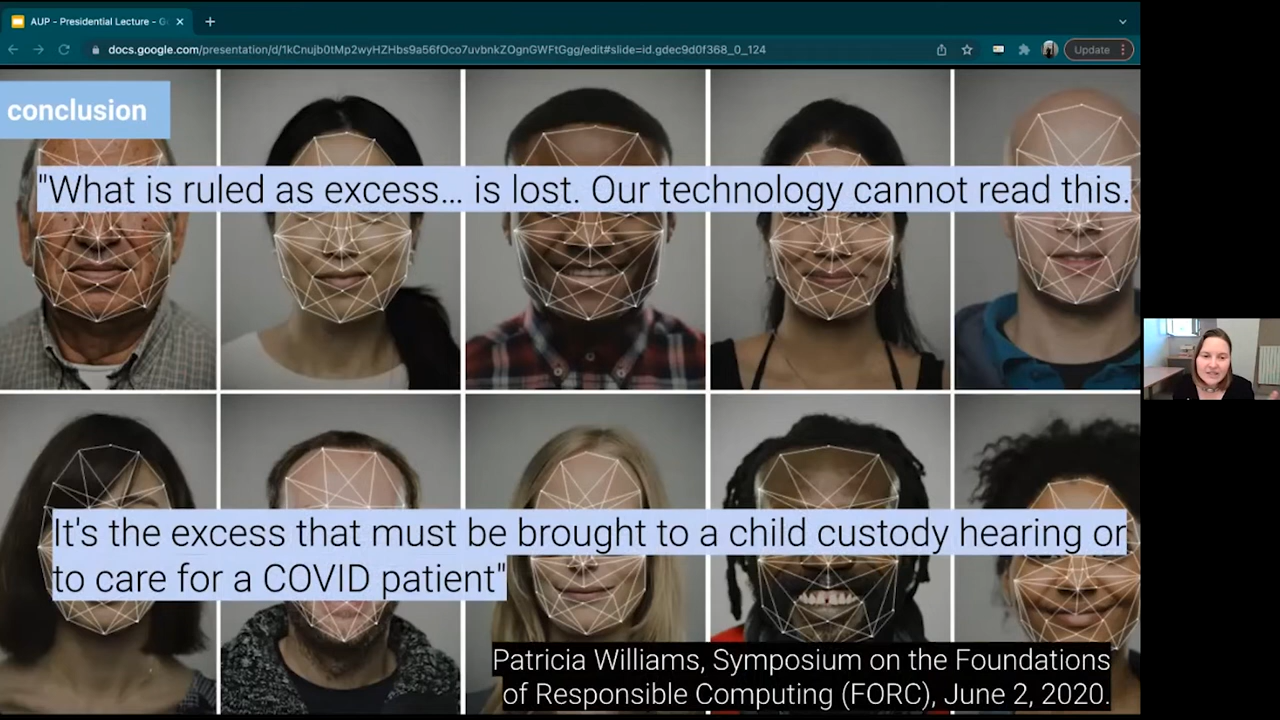 AUP - Presidential Lecture - G
docs.google.com/presentation/d/1kCnujb0tMp2wyHZHbs9a56fOco7uvbnkZOgnGWFtGgg/edit#slide=id.gdec9d0f368_0_124
Update
conclusion
"What is ruled as excess... is lost. Our technology cannot read this.
It's the excess that must be brought to a child custody hearing or
to care for a COVID patient"
Patricia Williams, Symposium on the Foundations
of Responsible Computing (FORC), June 2, 2020.